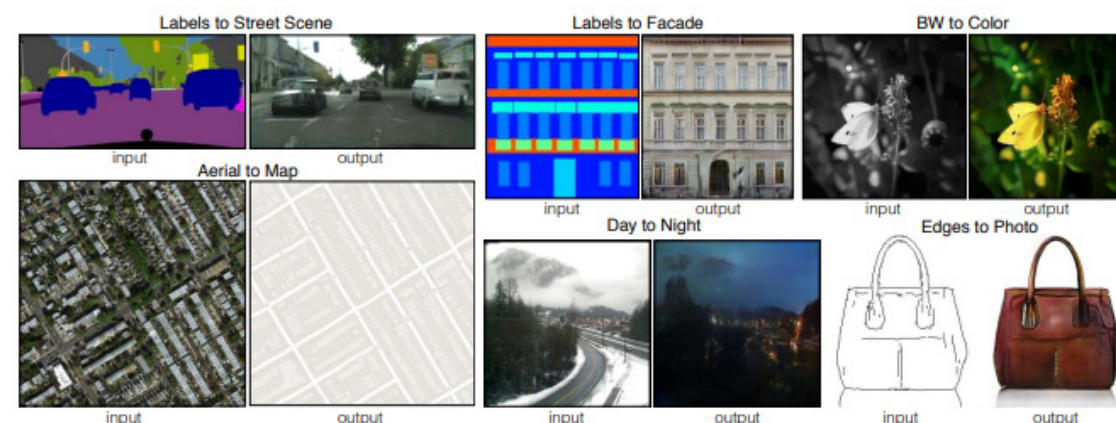 Labels to Street Scene
input output
Aerial to Map
input output
Labels to Facade
input output
BW to Color
input output
Day to Night
input output
Edges to Photo
input output